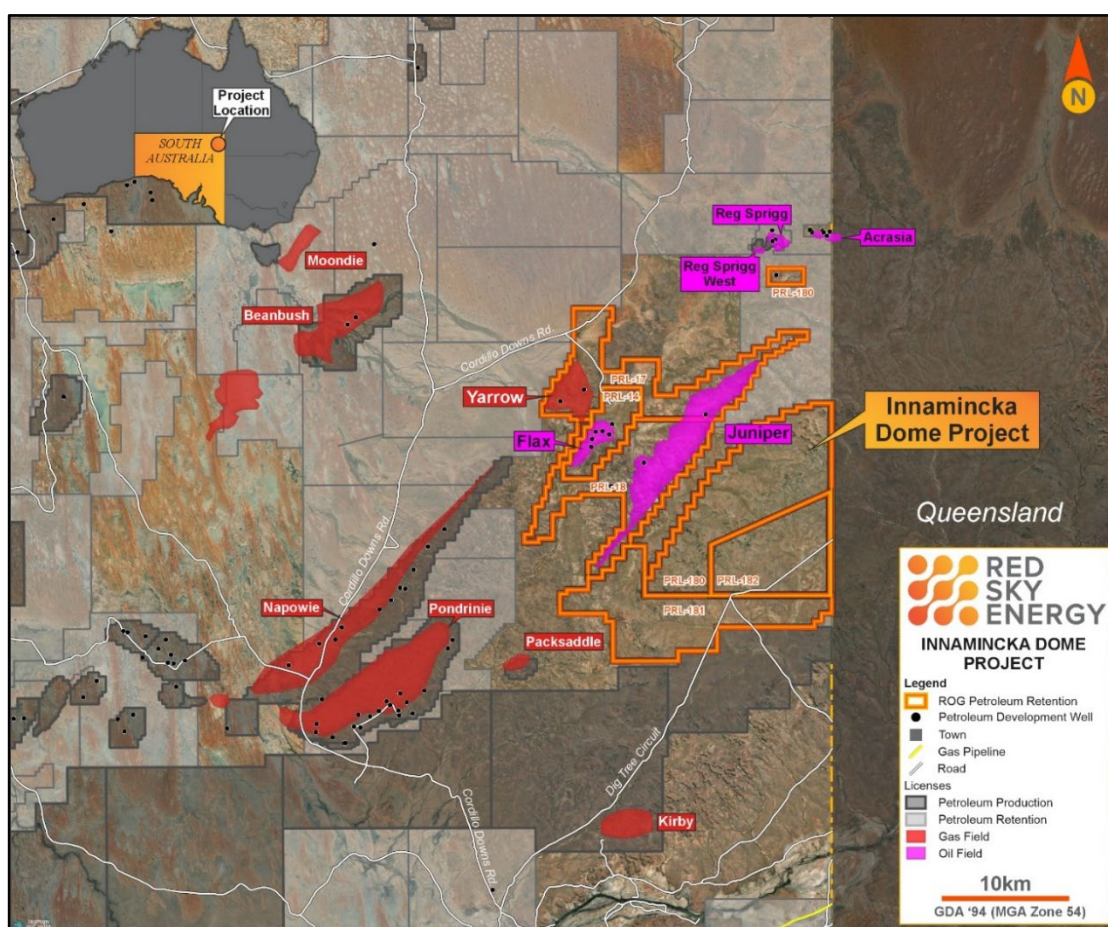 Project
Location
SOUTH
AUSTRALIA
N
Moondie
Beanbush
Reg Sprigg
Acrasia
Reg Sprigg
West
PRL-180
Cordillo Downs Rd.
Yarrow
PRL-17
PRL-14
Flax
Juniper
Innamincka
Dome Project
PRL-18
Queensland
Cordillo Downs Rd.
Napowie
Pondrinie
Packsaddle
PRL-180
PRL-182
PRL-181
Dig Tree Circuit
Kirby
Cordillo Downs Rd.
RED
SKY
ENERGY
INNAMINCKA DOME
PROJECT
Legend
ROG Petroleum Retention
Petroleum Development Well
Town
Gas Pipeline
Road
Licenses
Petroleum Production
Petroleum Retention
Gas Field
Oil Field
10km
GDA '94 (MGA Zone 54)